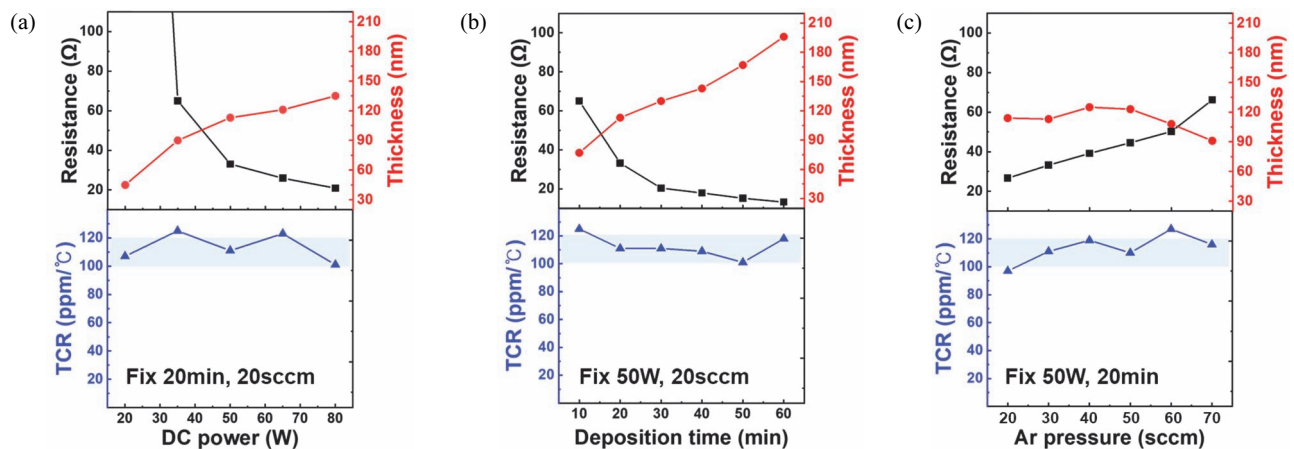 (a)
Resistance (Ω)
100
80
60
40
20
210
180
150
120
90
60
30
Thickness (nm)
TCR (ppm/℃)
120
100
80
60
40
20
Fix 20min, 20sccm
20 30 40 50 60 70 80
DC power (W)
(b)
Resistance (Ω)
100
80
60
40
20
210
180
150
120
90
60
30
Thickness (nm)
TCR (ppm/℃)
120
100
80
60
40
20
Fix 50W, 20sccm
10 20 30 40 50 60
Deposition time (min)
(c)
Resistance (Ω)
100
80
60
40
20
210
180
150
120
90
60
30
Thickness (nm)
TCR (ppm/℃)
120
100
80
60
40
20
Fix 50W, 20min
20 30 40 50 60 70
Ar pressure (sccm)